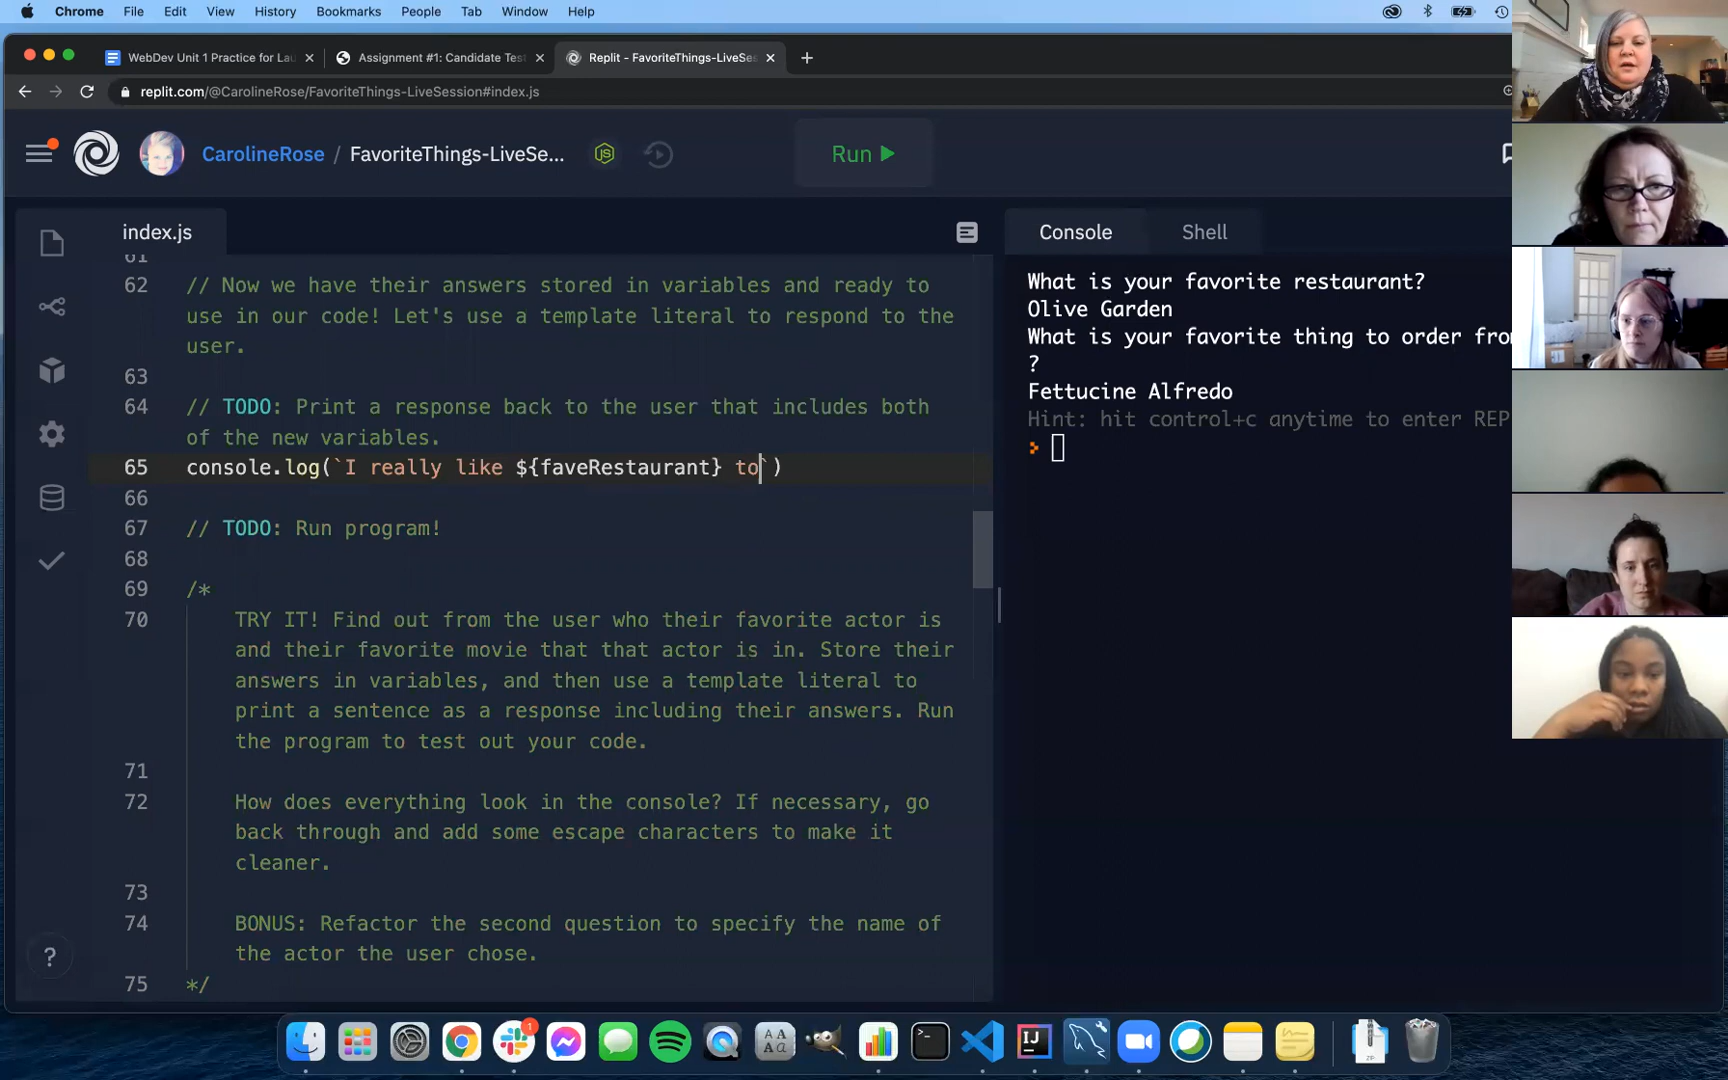 Chrome File Edit View History Bookmarks People Tab Window Help
WebDev Unit 1 Practice for Lau
Assignment #1: Candidate Test
Replit - FavoriteThings-LiveSes
replit.com/@CarolineRose/FavoriteThings-LiveSession#index.js
CarolineRose / FavoriteThings-LiveSe...
Run
index.js
Console
Shell
61
62 // Now we have their answers stored in variables and ready to
use in our code! Let's use a template literal to respond to the
user.
63
64 // TODO: Print a response back to the user that includes both
of the new variables.
65 console.log(`I really like ${faveRestaurant} to`)
66
67 // TODO: Run program!
68
69 /*
70 TRY IT! Find out from the user who their favorite actor is
and their favorite movie that that actor is in. Store their
answers in variables, and then use a template literal to
print a sentence as a response including their answers. Run
the program to test out your code.
71
72 How does everything look in the console? If necessary, go
back through and add some escape characters to make it
cleaner.
73
74 BONUS: Refactor the second question to specify the name of
the actor the user chose.
75 */
What is your favorite restaurant?
Olive Garden
What is your favorite thing to order from
?
Fettucine Alfredo
Hint: hit control+c anytime to enter REP
>
?
JS
1
AA
AA
IJ
ZIP